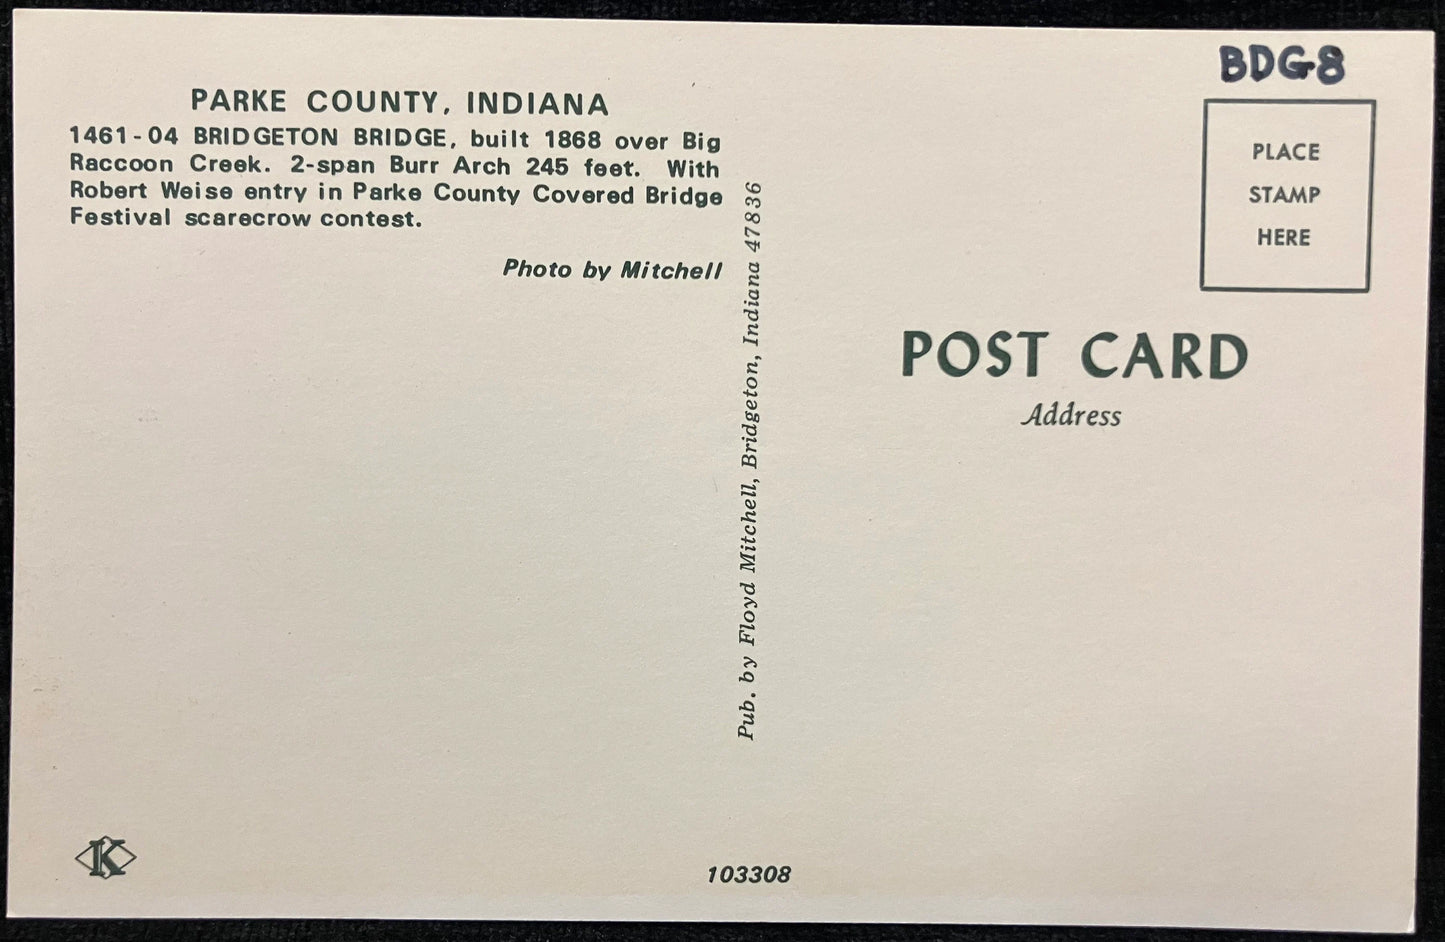 BDG8
PARKE COUNTY, INDIANA
1461-04 BRIDGETON BRIDGE, built 1868 over Big
Raccoon Creek. 2-span Burr Arch 245 feet. With
Robert Weise entry in Parke County Covered Bridge
Festival scarecrow contest.
Photo by Mitchell
Pub. by Floyd Mitchell, Bridgeton, Indiana 47836
PLACE
STAMP
HERE
POST CARD
Address
K
103308